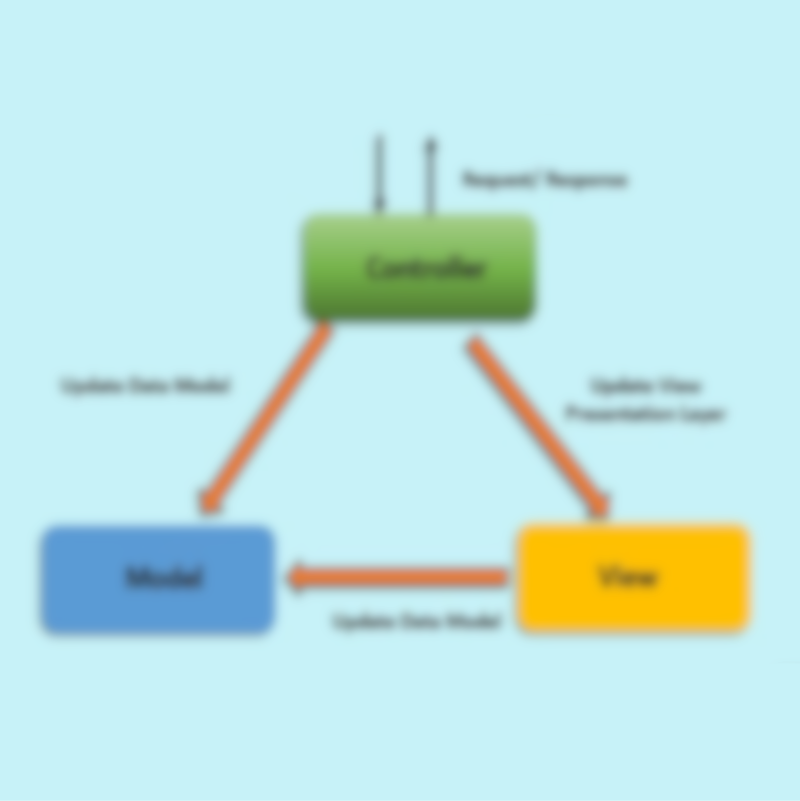 Request/ Response
Controller
Update Data Model
Update View
Presentation Layer
Model
View
Update Data Model